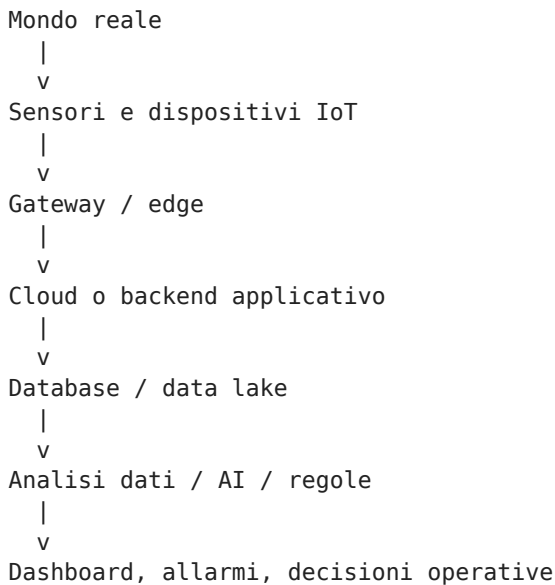 Mondo reale
|
v
Sensori e dispositivi IoT
|
v
Gateway / edge
|
v
Cloud o backend applicativo
|
v
Database / data lake
|
v
Analisi dati / AI / regole
|
v
Dashboard, allarmi, decisioni operative